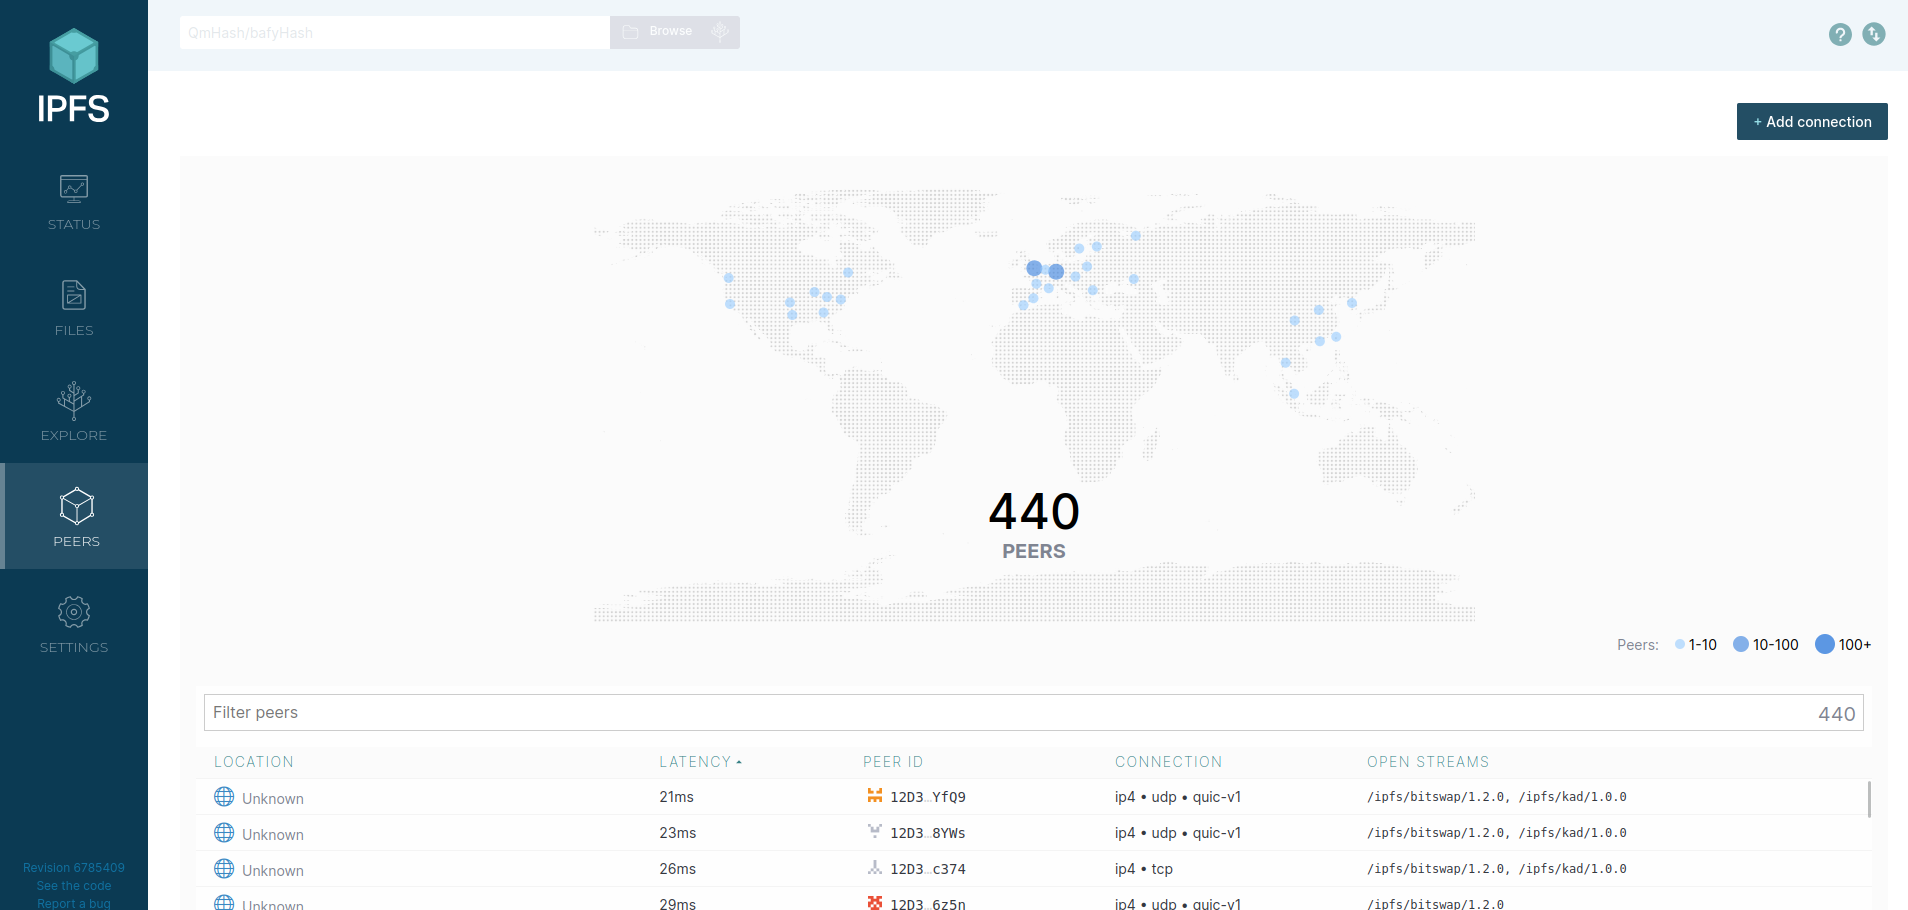 IPFS
STATUS
FILES
EXPLORE
PEERS
SETTINGS
Revision 6785409
See the code
Report a bug
QmHash/bafyHash
Browse
?
+ Add connection
440
PEERS
Peers: 1-10 10-100 100+
Filter peers 440
LOCATION LATENCY PEER ID CONNECTION OPEN STREAMS
Unknown 21ms 12D3…YfQ9 ip4 • udp • quic-v1 /ipfs/bitswap/1.2.0, /ipfs/kad/1.0.0
Unknown 23ms 12D3…8YWs ip4 • udp • quic-v1 /ipfs/bitswap/1.2.0, /ipfs/kad/1.0.0
Unknown 26ms 12D3…c374 ip4 • tcp /ipfs/bitswap/1.2.0, /ipfs/kad/1.0.0
Unknown 29ms 12D3…6z5n ip4 • udp • quic-v1 /ipfs/bitswap/1.2.0